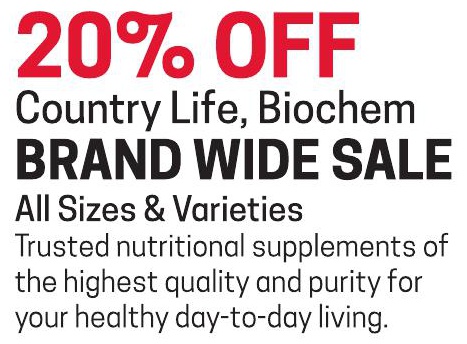 20% OFF
Country Life, Biochem
BRAND WIDE SALE
All Sizes & Varieties
Trusted nutritional supplements of
the highest quality and purity for
your healthy day-to-day living.